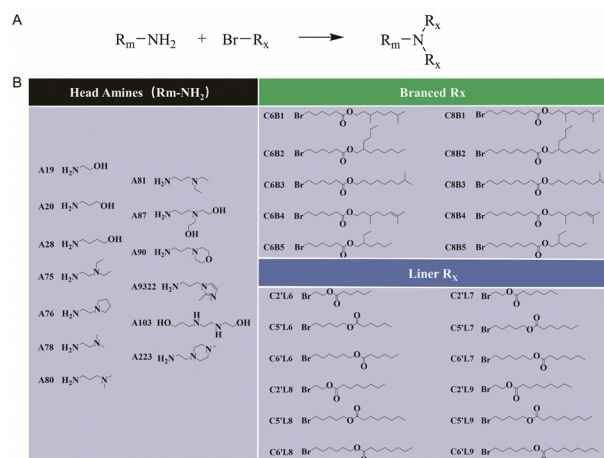 A
Rm-NH2 + Br-Rx
Rm-N
Rx
Rx
B
Head Amines (Rm-NH2)
A19 H2N OH
A20 H2N OH
A28 H2N OH
A75 H2N N
A76 H2N N
A78 H2N N
A80 H2N N
A81 H2N N
A87 H2N N OH
OH
A90 H2N N O
A9322 H2N N N
A103 HO N H N H OH
A223 H2N N N
Branced Rx
C6B1 Br O O
C6B2 Br O O
C6B3 Br O O
C6B4 Br O O
C6B5 Br O O
C8B1 Br O O
C8B2 Br O O
C8B3 Br O O
C8B4 Br O O
C8B5 Br O O
Liner RX
C2'L6 Br O O
C5'L6 Br O O
C6'L6 Br O O
C2'L8 Br O O
C5'L8 Br O O
C6'L8 Br O O
C2'L7 Br O O
C5'L7 Br O O
C6'L7 Br O O
C2'L9 Br O O
C5'L9 Br O O
C6'L9 Br O O